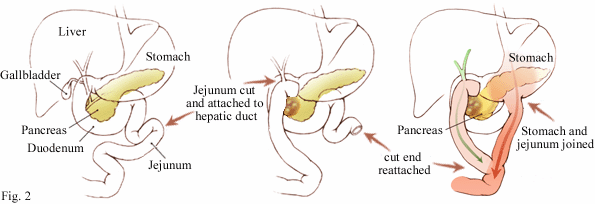 Liver
Stomach
Gallbladder
Pancreas
Duodenum
Jejunum
Jejunum cut
and attached to
hepatic duct
cut end
reattached
Stomach
Pancreas
Stomach and
jejunum joined
Fig. 2